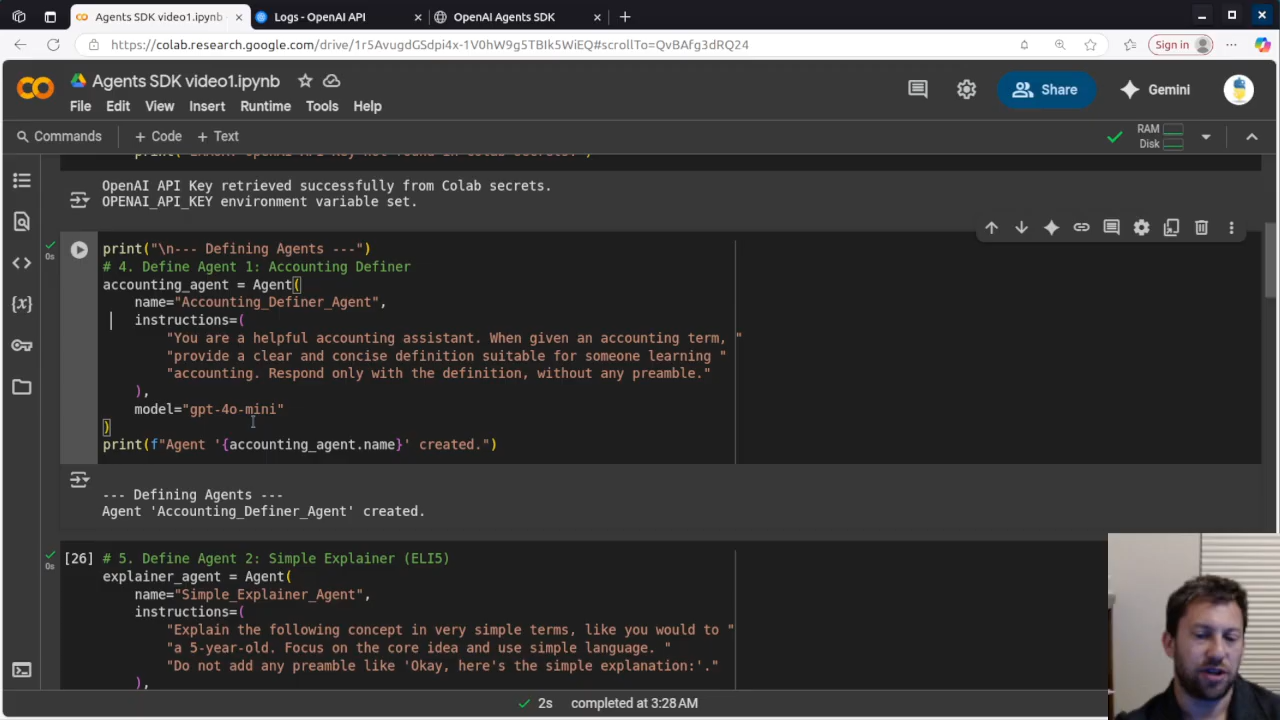 Agents SDK video1.ipynb
Logs - OpenAI API
OpenAI Agents SDK
https://colab.research.google.com/drive/1r5AvugdGSdpi4x-1V0hW9g5TBIk5WiEQ#scrollTo=QvBAfg3dRQ24
Sign in
Agents SDK video1.ipynb
File Edit View Insert Runtime Tools Help
Share
Gemini
Commands + Code + Text
RAM
Disk
OpenAI API Key retrieved successfully from Colab secrets.
OPENAI_API_KEY environment variable set.
print("\n--- Defining Agents ---")
# 4. Define Agent 1: Accounting Definer
accounting_agent = Agent(
name="Accounting_Definer_Agent",
instructions=(
"You are a helpful accounting assistant. When given an accounting term, "
"provide a clear and concise definition suitable for someone learning "
"accounting. Respond only with the definition, without any preamble."
),
model="gpt-4o-mini"
)
print(f"Agent '{accounting_agent.name}' created.")
0s
--- Defining Agents ---
Agent 'Accounting_Definer_Agent' created.
[26] # 5. Define Agent 2: Simple Explainer (ELI5)
0s
explainer_agent = Agent(
name="Simple_Explainer_Agent",
instructions=(
"Explain the following concept in very simple terms, like you would to "
"a 5-year-old. Focus on the core idea and use simple language. "
"Do not add any preamble like 'Okay, here's the simple explanation:'."
),
2s completed at 3:28 AM